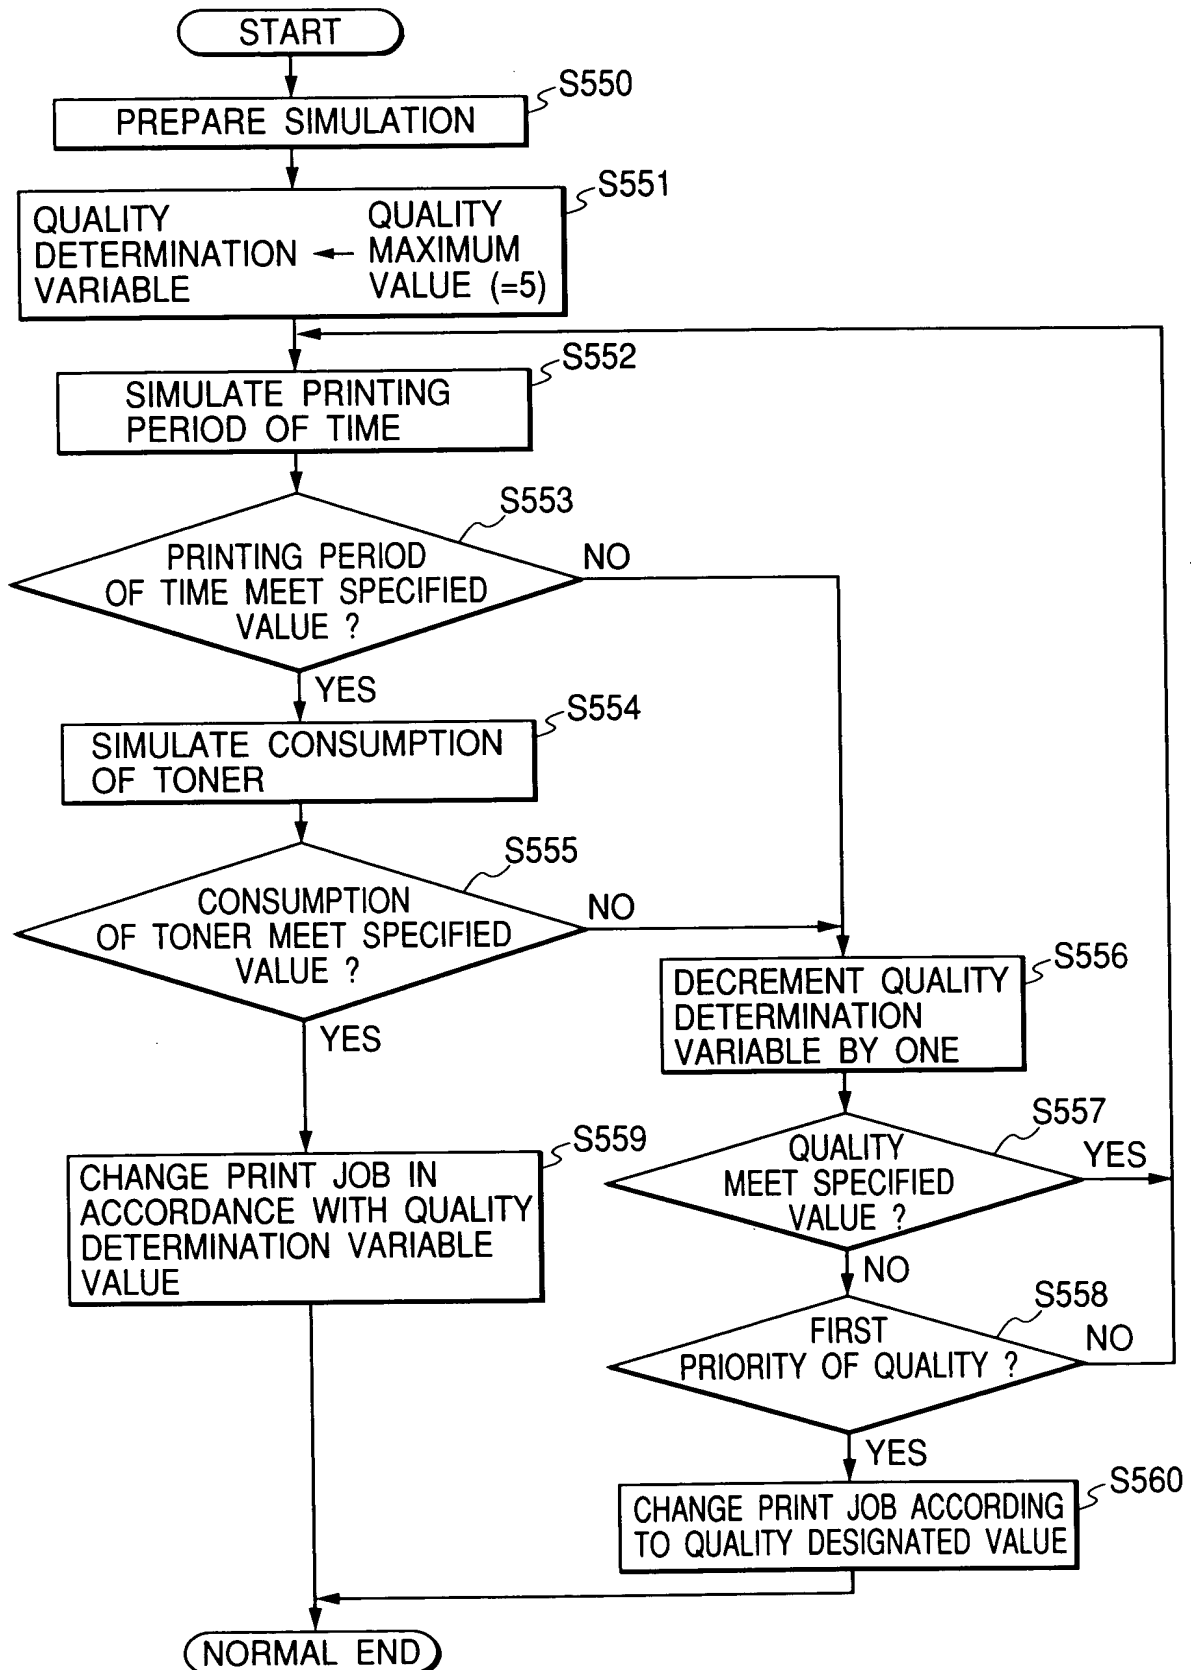 START
S550
PREPARE SIMULATION
S551
QUALITY
DETERMINATION
VARIABLE
←
QUALITY
MAXIMUM
VALUE (=5)
S552
SIMULATE PRINTING
PERIOD OF TIME
S553
PRINTING PERIOD
OF TIME MEET SPECIFIED
VALUE ?
NO
YES
S554
SIMULATE CONSUMPTION
OF TONER
S555
CONSUMPTION
OF TONER MEET SPECIFIED
VALUE ?
NO
YES
S556
DECREMENT QUALITY
DETERMINATION
VARIABLE BY ONE
S557
QUALITY
MEET SPECIFIED
VALUE ?
YES
NO
S558
FIRST
PRIORITY OF QUALITY ?
NO
YES
S559
CHANGE PRINT JOB IN
ACCORDANCE WITH QUALITY
DETERMINATION VARIABLE
VALUE
S560
CHANGE PRINT JOB ACCORDING
TO QUALITY DESIGNATED VALUE
NORMAL END